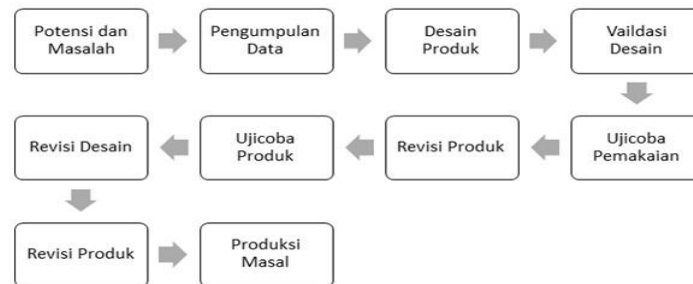 Potensi dan
Masalah
Pengumpulan
Data
Desain
Produk
Vaildasi
Desain
Ujicoba
Pemakaian
Revisi Produk
Ujicoba
Produk
Revisi Desain
Revisi Produk
Produksi
Masal